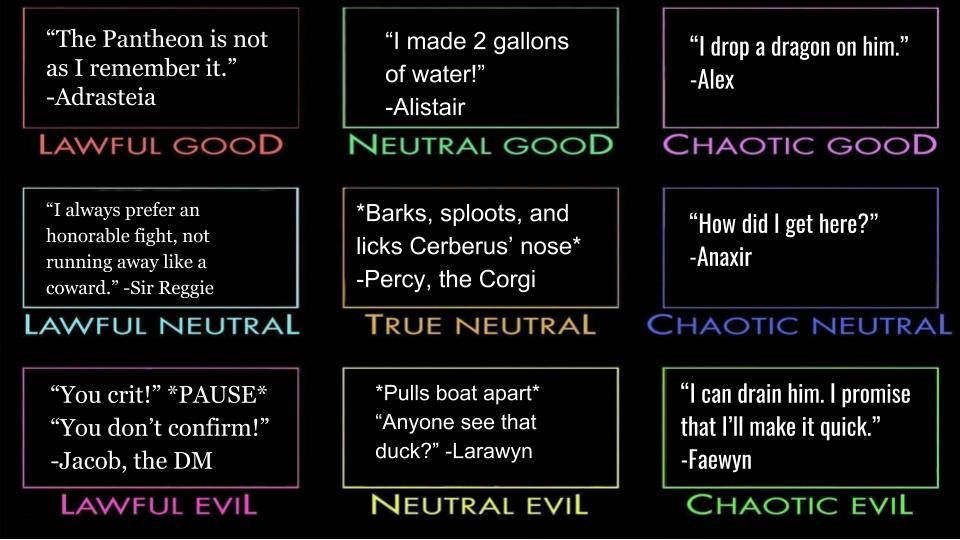 “The Pantheon is not
as I remember it.”
-Adrasteia
LAWFUL GOOD
“I made 2 gallons
of water!”
-Alistair
NEUTRAL GOOD
“I drop a dragon on him.”
-Alex
CHAOTIC GOOD
“I always prefer an
honorable fight, not
running away like a
coward.” -Sir Reggie
LAWFUL NEUTRAL
*Barks, sploots, and
licks Cerberus’ nose*
-Percy, the Corgi
TRUE NEUTRAL
“How did I get here?”
-Anaxir
CHAOTIC NEUTRAL
“You crit!” *PAUSE*
“You don’t confirm!”
-Jacob, the DM
LAWFUL EVIL
*Pulls boat apart*
“Anyone see that
duck?” -Larawyn
NEUTRAL EVIL
“I can drain him. I promise
that I’ll make it quick.”
-Faewyn
CHAOTIC EVIL